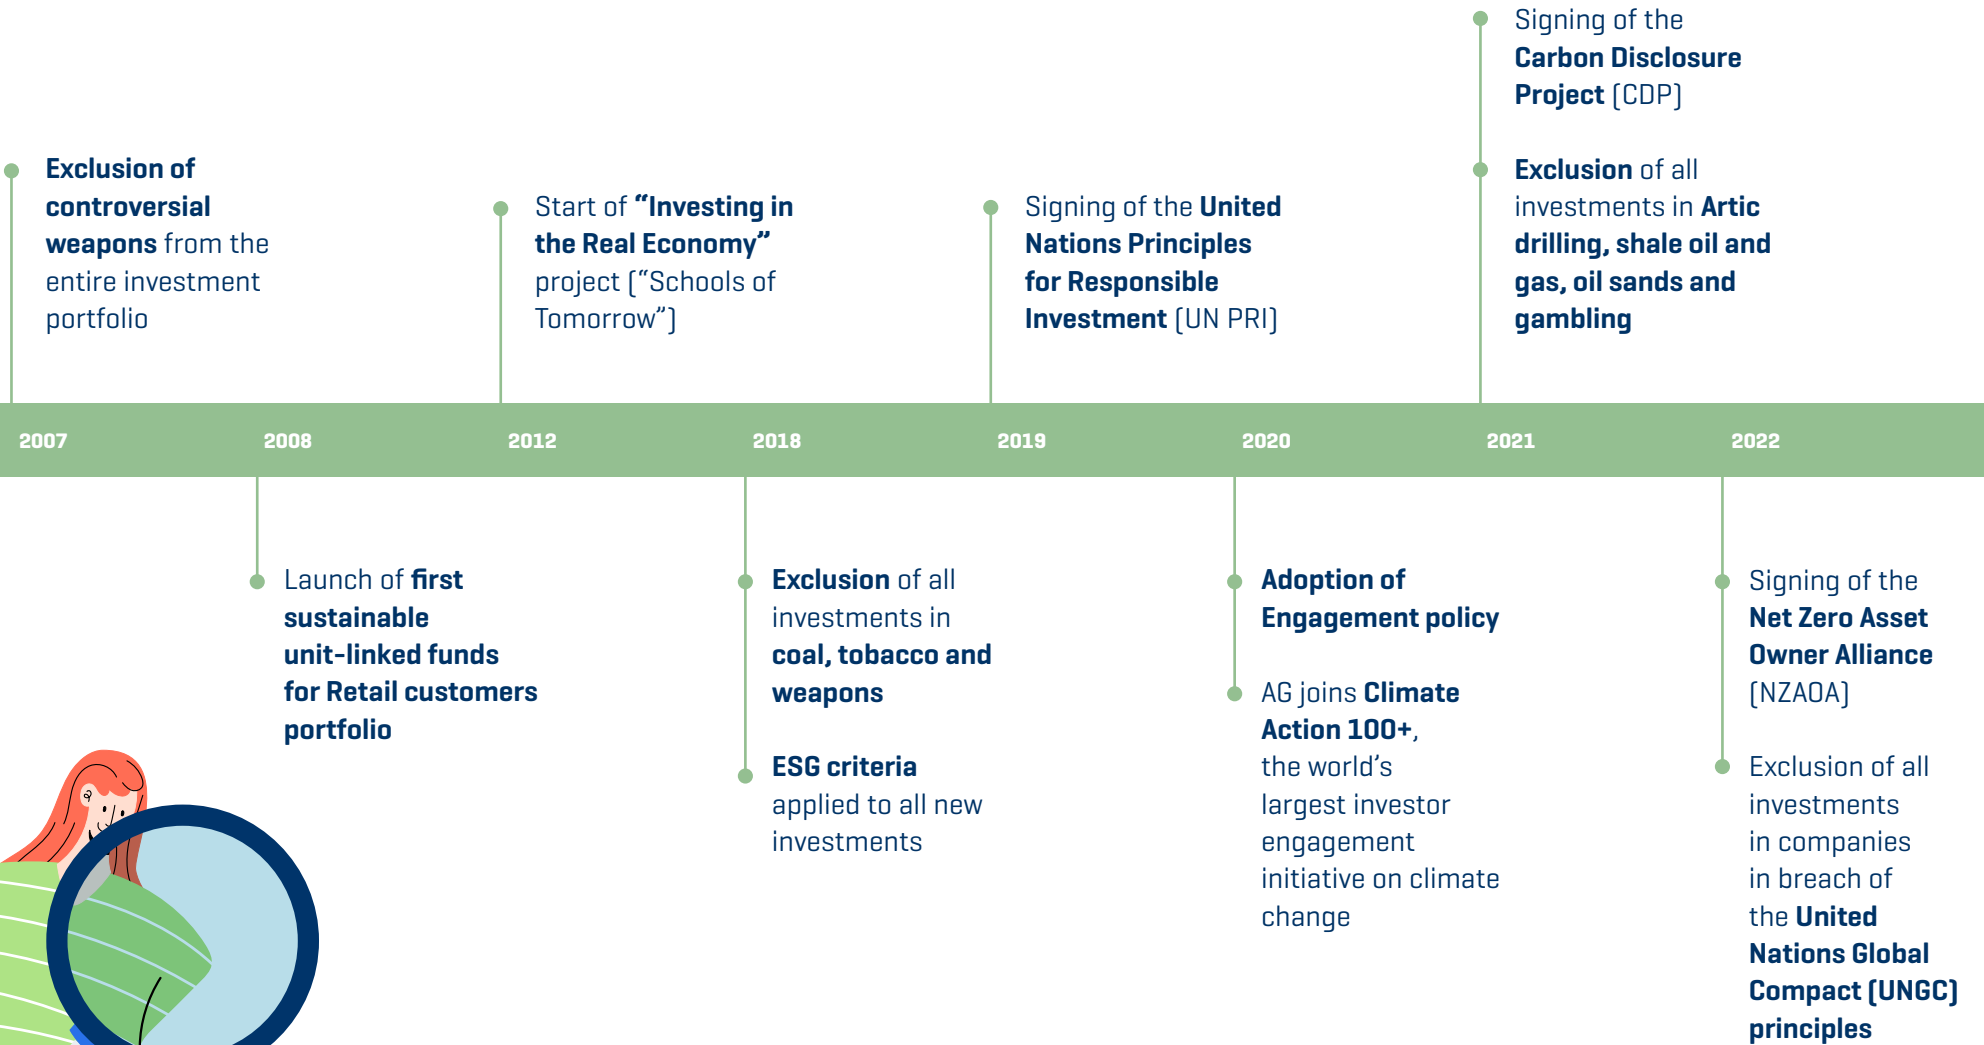 Signing of the
Carbon Disclosure
Project (CDP)
Exclusion of
controversial
weapons from the
entire investment
portfolio
Start of “Investing in
the Real Economy”
project (“Schools of
Tomorrow”)
Signing of the United
Nations Principles
for Responsible
Investment (UN PRI)
Exclusion of all
investments in Artic
drilling, shale oil and
gas, oil sands and
gambling
2007 2008 2012 2018 2019 2020 2021 2022
Launch of first
sustainable
unit-linked funds
for Retail customers
portfolio
Exclusion of all
investments in
coal, tobacco and
weapons
ESG criteria
applied to all new
investments
Adoption of
Engagement policy
AG joins Climate
Action 100+,
the world’s
largest investor
engagement
initiative on climate
change
Signing of the
Net Zero Asset
Owner Alliance
(NZAOA)
Exclusion of all
investments
in companies
in breach of
the United
Nations Global
Compact (UNGC)
principles